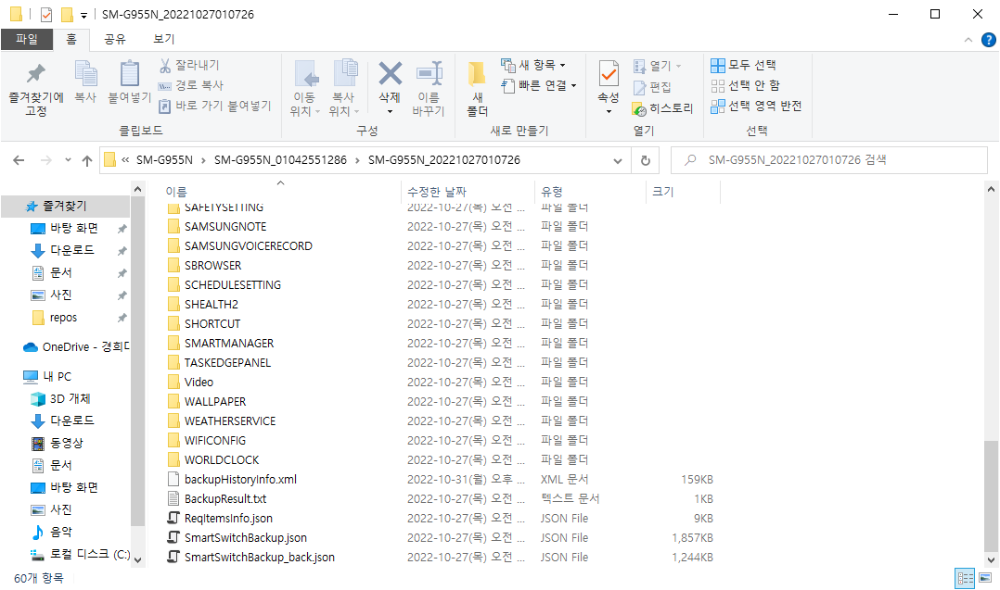 SM-G955N_20221027010726
파일 홈 공유 보기
즐겨찾기에 고정
복사
붙여넣기
잘라내기
경로 복사
바로 가기 붙여넣기
클립보드
이동 위치
복사 위치
삭제
이름 바꾸기
구성
새 폴더
새 항목
빠른 연결
새로 만들기
속성
열기
편집
히스토리
열기
모두 선택
선택 안 함
선택 영역 반전
선택
« SM-G955N › SM-G955N_01042551286 › SM-G955N_20221027010726
SM-G955N_20221027010726 검색
즐겨찾기
바탕 화면
다운로드
문서
사진
repos
OneDrive - 경희대
내 PC
3D 개체
다운로드
동영상
문서
바탕 화면
사진
음악
로컬 디스크 (C:)
이름 수정한 날짜 유형 크기
SAFETYSETTING 2022-10-27(목) 오전 ... 파일 폴더
SAMSUNGNOTE 2022-10-27(목) 오전 ... 파일 폴더
SAMSUNGVOICERECORD 2022-10-27(목) 오전 ... 파일 폴더
SBROWSER 2022-10-27(목) 오전 ... 파일 폴더
SCHEDULESETTING 2022-10-27(목) 오전 ... 파일 폴더
SHEALTH2 2022-10-27(목) 오전 ... 파일 폴더
SHORTCUT 2022-10-27(목) 오전 ... 파일 폴더
SMARTMANAGER 2022-10-27(목) 오전 ... 파일 폴더
TASKEDGEPANEL 2022-10-27(목) 오전 ... 파일 폴더
Video 2022-10-27(목) 오전 ... 파일 폴더
WALLPAPER 2022-10-27(목) 오전 ... 파일 폴더
WEATHERSERVICE 2022-10-27(목) 오전 ... 파일 폴더
WIFICONFIG 2022-10-27(목) 오전 ... 파일 폴더
WORLDCLOCK 2022-10-27(목) 오전 ... 파일 폴더
backupHistoryInfo.xml 2022-10-31(월) 오후 ... XML 문서 159KB
BackupResult.txt 2022-10-27(목) 오전 ... 텍스트 문서 1KB
ReqItemsInfo.json 2022-10-27(목) 오전 ... JSON File 9KB
SmartSwitchBackup.json 2022-10-27(목) 오전 ... JSON File 1,857KB
SmartSwitchBackup_back.json 2022-10-27(목) 오전 ... JSON File 1,244KB
60개 항목